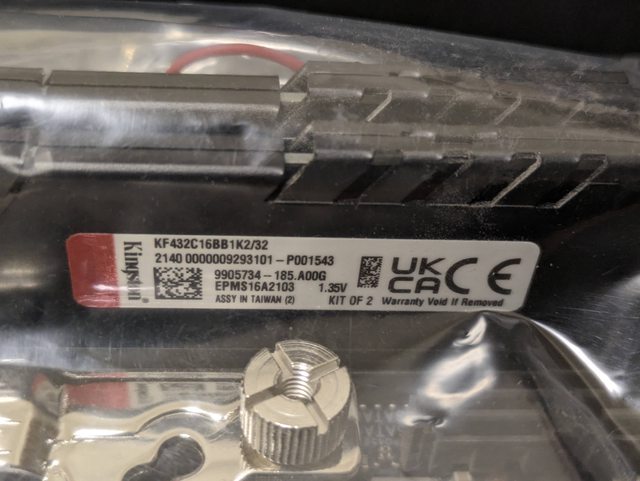 Kingston
KF432C16BB1K2/32
2140 0000009293101-P001543
9905734-185.A00G
EPMS16A2103 1.35V
ASSY IN TAIWAN (2) KIT OF 2 Warranty Void If Removed
UK
CA CE